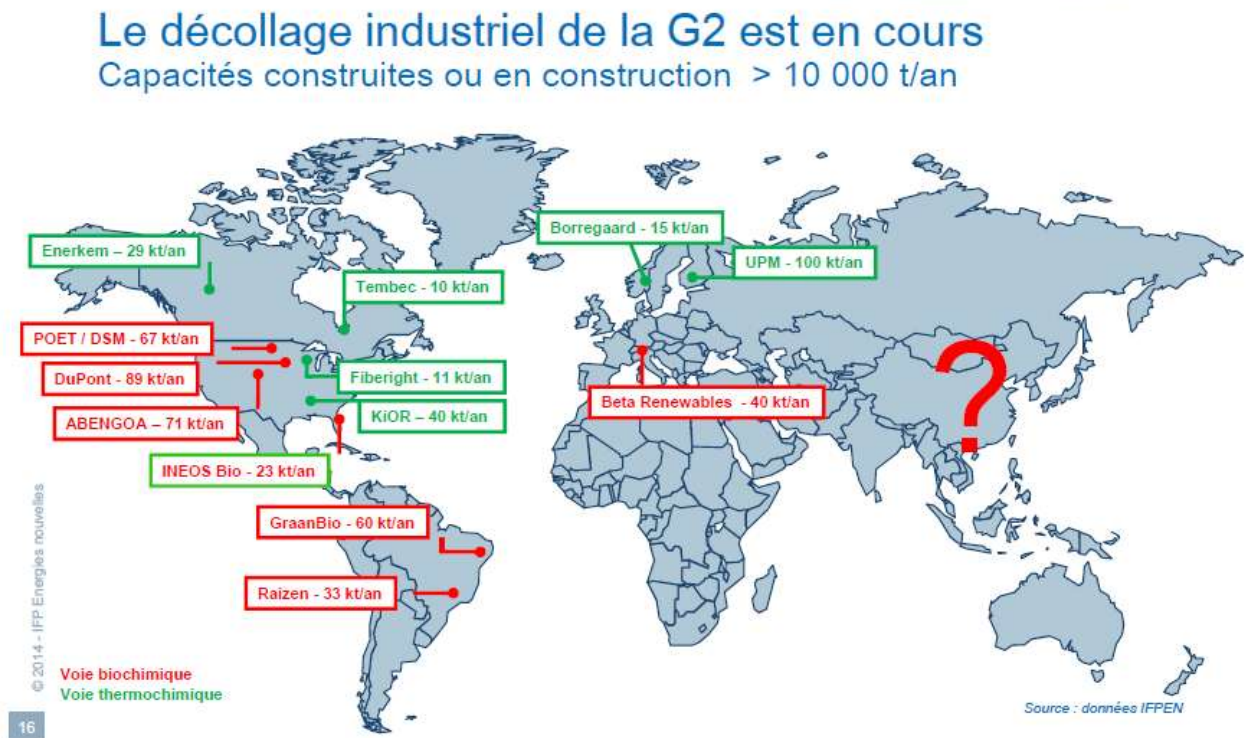 Le décollage industriel de la G2 est en cours
Capacités construites ou en construction > 10 000 t/an
Borregaard - 15 kt/an
Enerkem – 29 kt/an
UPM - 100 kt/an
Tembec - 10 kt/an
POET / DSM - 67 kt/an
DuPont - 89 kt/an
Fiberight - 11 kt/an
?
ABENGOA – 71 kt/an
KiOR – 40 kt/an
Beta Renewables - 40 kt/an
INEOS Bio - 23 kt/an
GraanBio - 60 kt/an
Raizen - 33 kt/an
© 2014 - IFP Energies nouvelles
Voie biochimique
Voie thermochimique
Source : données IFPEN
16